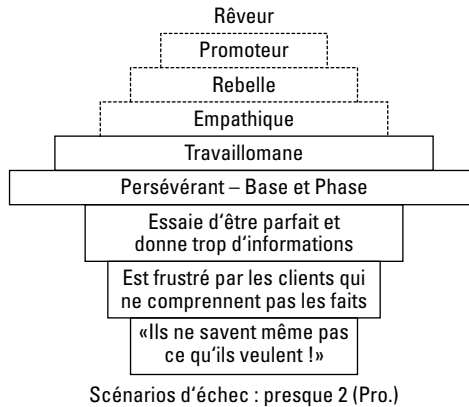 Rêveur
Promoteur
Rebelle
Empathique
Travaillomane
Persévérant – Base et Phase
Essaie d'être parfait et
donne trop d'informations
Est frustré par les clients qui
ne comprennent pas les faits
«Ils ne savent même pas
ce qu'ils veulent !»
Scénarios d'échec : presque 2 (Pro.)